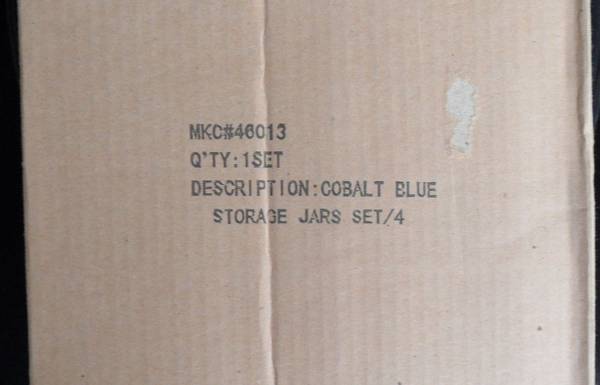 MKC#46013
Q'TY:1SET
DESCRIPTION:COBALT BLUE
STORAGE JARS SET/4